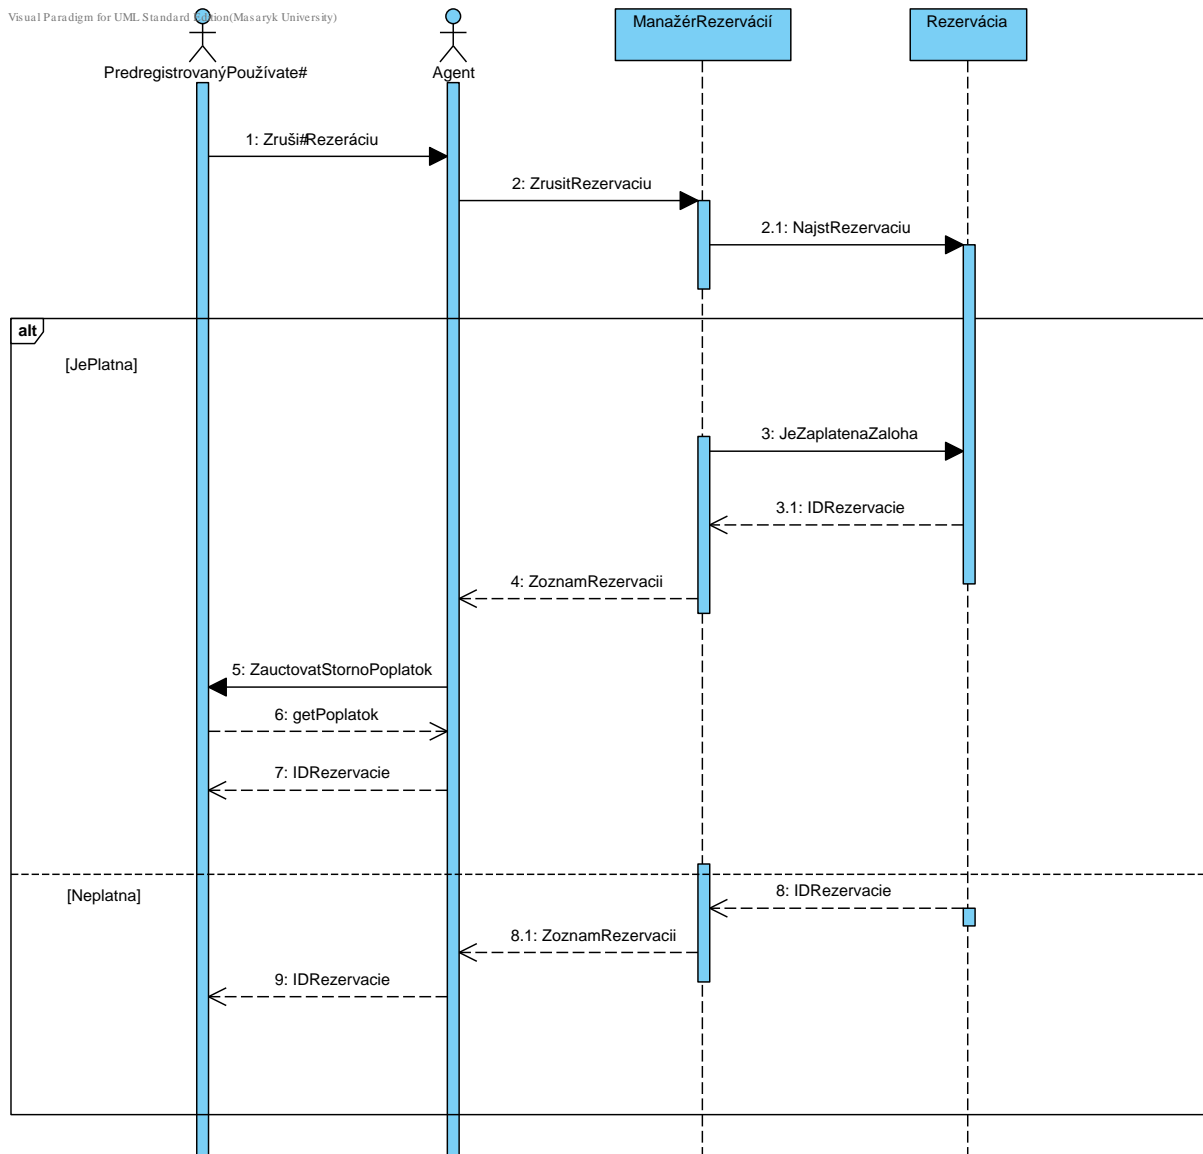 Visual Paradigm for UML Standard Edition(Masaryk University)
PredregistrovanýPoužívate#
Agent
ManažérRezervácií
Rezervácia
1: Zruši#Rezeráciu
2: ZrusitRezervaciu
2.1: NajstRezervaciu
alt
[JePlatna]
3: JeZaplatenaZaloha
3.1: IDRezervacie
4: ZoznamRezervacii
5: ZauctovatStornoPoplatok
6: getPoplatok
7: IDRezervacie
[Neplatna]
8: IDRezervacie
8.1: ZoznamRezervacii
9: IDRezervacie